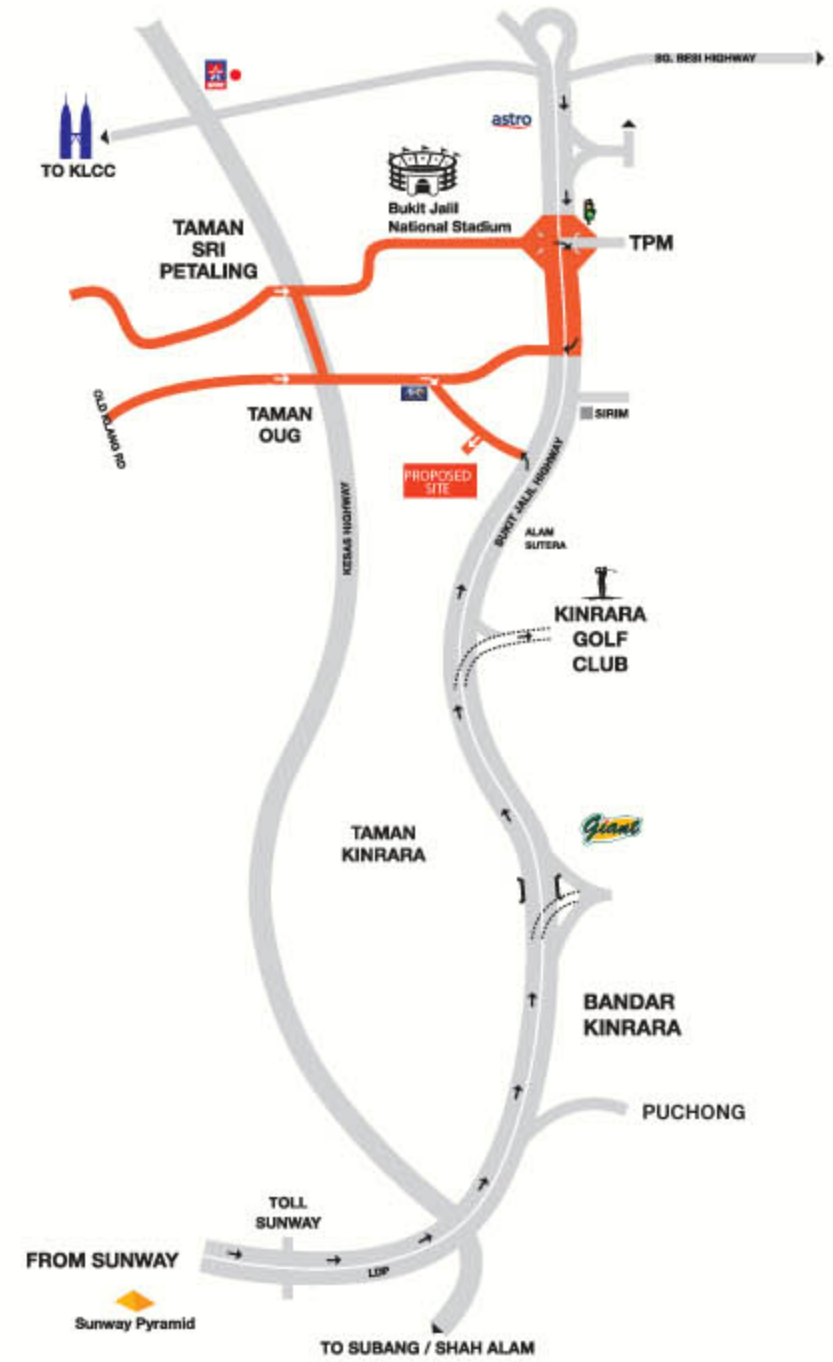 SG. BESI HIGHWAY
astro
TO KLCC
Bukit Jalil
National Stadium
TAMAN
SRI
PETALING
TPM
OLD KLANG RD
TAMAN
OUG
SIRIM
PROPOSED
SITE
KESAS HIGHWAY
BUKIT JALIL HIGHWAY
ALAM
SUTERA
KINRARA
GOLF
CLUB
Giant
TAMAN
KINRARA
BANDAR
KINRARA
PUCHONG
TOLL
SUNWAY
FROM SUNWAY
LDP
Sunway Pyramid
TO SUBANG / SHAH ALAM